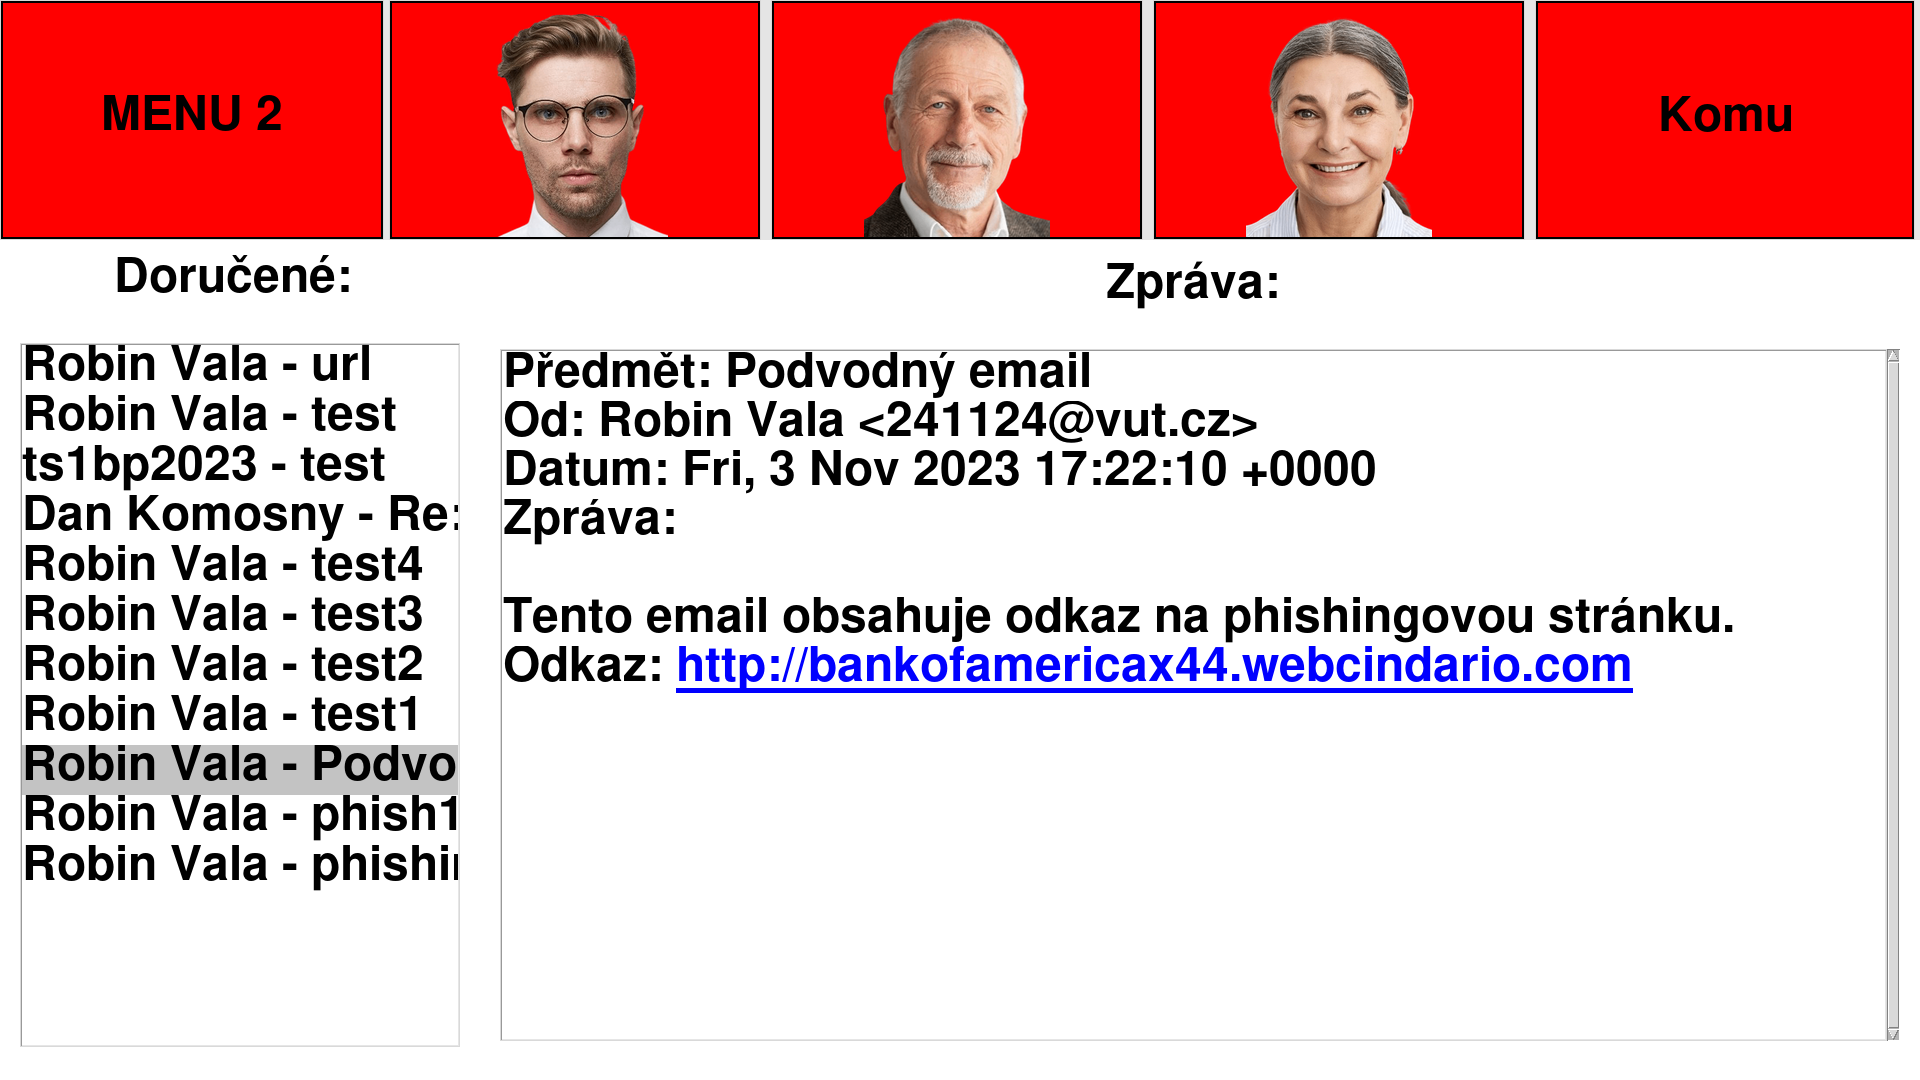 MENU 2
Komu
Doručené:
Robin Vala - url
Robin Vala - test
ts1bp2023 - test
Dan Komosny - Re:
Robin Vala - test4
Robin Vala - test3
Robin Vala - test2
Robin Vala - test1
Robin Vala - Podvo
Robin Vala - phish1
Robin Vala - phishi
Zpráva:
Předmět: Podvodný email
Od: Robin Vala <241124@vut.cz>
Datum: Fri, 3 Nov 2023 17:22:10 +0000
Zpráva:
Tento email obsahuje odkaz na phishingovou stránku.
Odkaz: http://bankofamericax44.webcindario.com